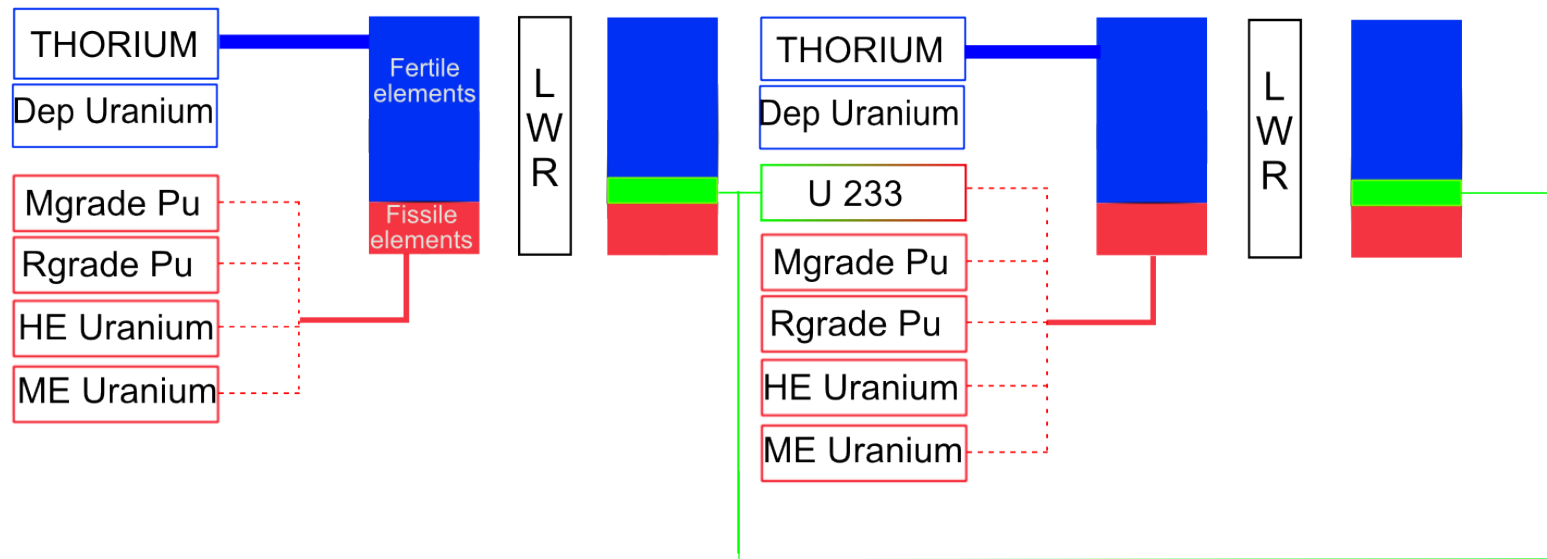 THORIUM
Dep Uranium
Mgrade Pu
Rgrade Pu
HE Uranium
ME Uranium
Fertile
elements
Fissile
elements
L
W
R
THORIUM
Dep Uranium
U 233
Mgrade Pu
Rgrade Pu
HE Uranium
ME Uranium
L
W
R